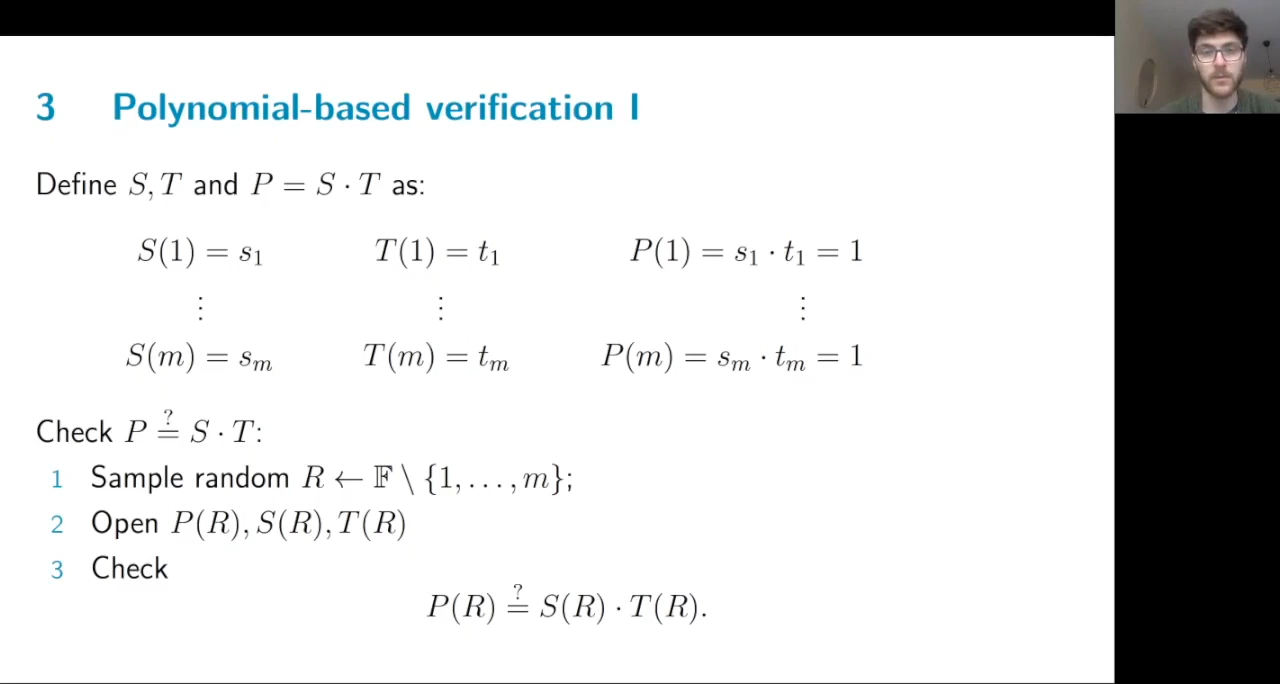 3 Polynomial-based verification I
Define S, T and P = S · T as:
S(1) = s₁ T(1) = t₁ P(1) = s₁ · t₁ = 1
⋮ ⋮ ⋮
S(m) = sₘ T(m) = tₘ P(m) = sₘ · tₘ = 1
Check P ≟ S · T:
1 Sample random R ← 𝔽 \ {1, . . . , m};
2 Open P(R), S(R), T(R)
3 Check
P(R) ≟ S(R) · T(R).